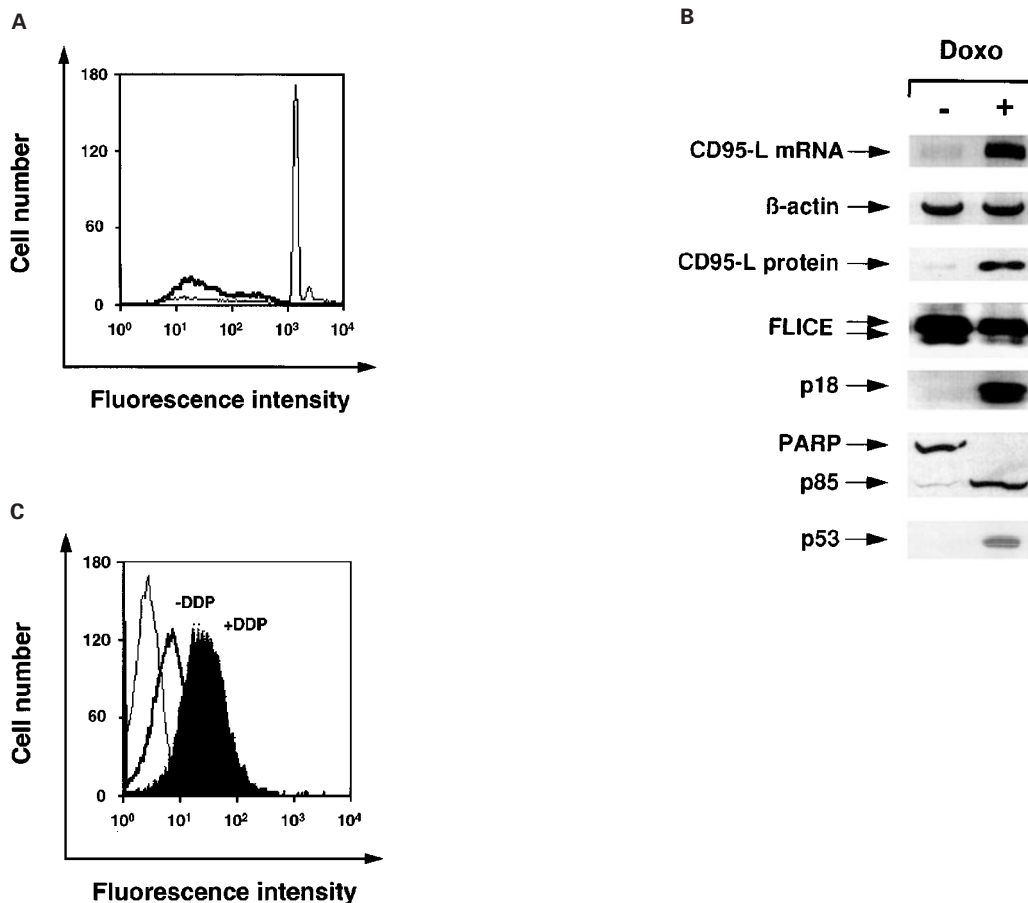 A
180
120
60
0
Cell number
10⁰ 10¹ 10² 10³ 10⁴
Fluorescence intensity
B
Doxo
- +
CD95-L mRNA
ß-actin
CD95-L protein
FLICE
p18
PARP
p85
p53
C
180
120
60
0
Cell number
-DDP
+DDP
10⁰ 10¹ 10² 10³ 10⁴
Fluorescence intensity